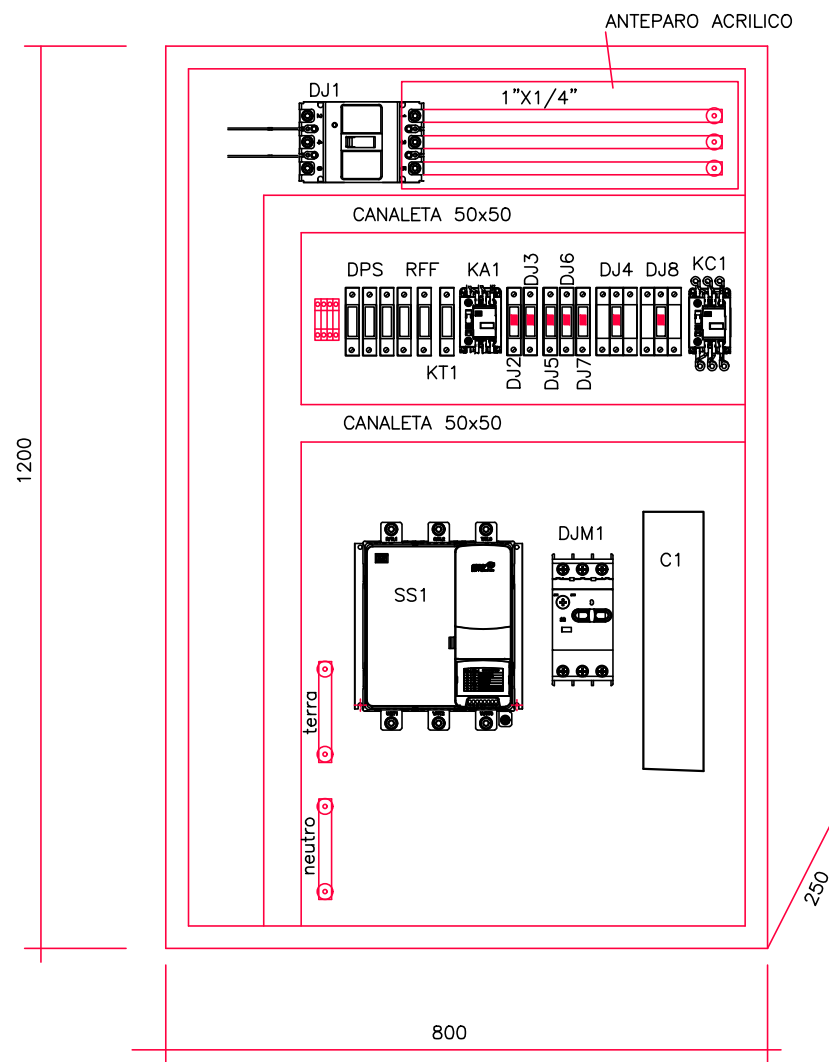 ANTEPARO ACRILICO
DJ1
1"X1/4"
CANALETA 50x50
DPS RFF KA1 DJ3 DJ6 DJ4 DJ8 KC1
KT1 DJ2 DJ5 DJ7
CANALETA 50x50
1200
DJM1
C1
SS1
terra
neutro
250
800